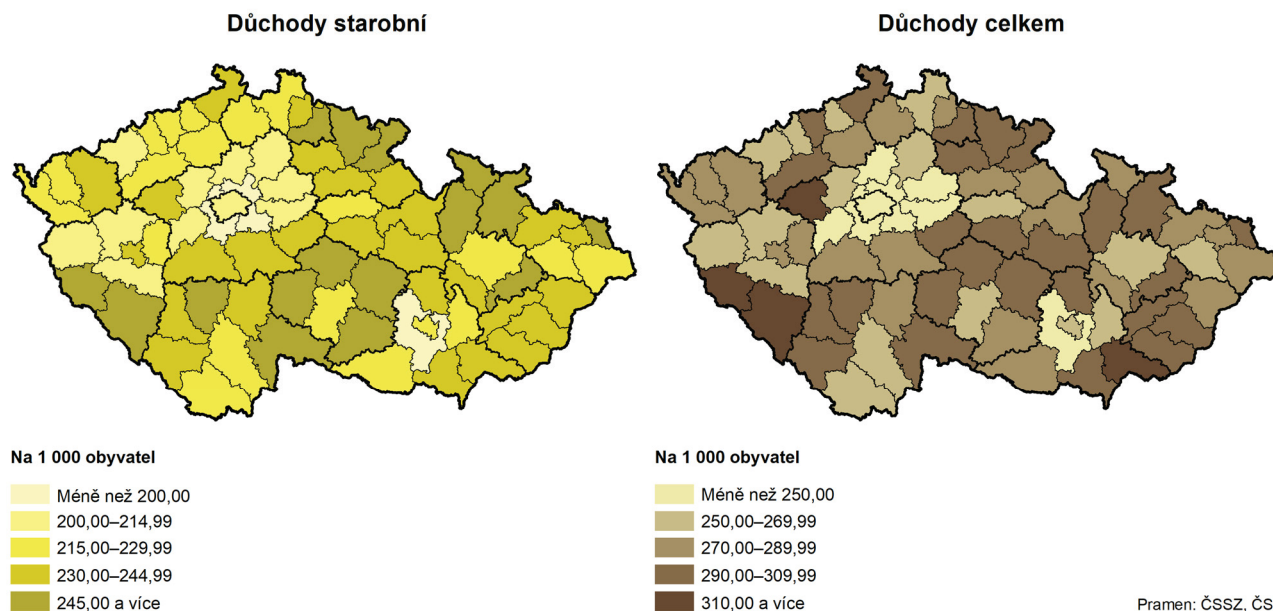 Důchody starobní
Důchody celkem
Na 1 000 obyvatel
Méně než 200,00
200,00–214,99
215,00–229,99
230,00–244,99
245,00 a více
Na 1 000 obyvatel
Méně než 250,00
250,00–269,99
270,00–289,99
290,00–309,99
310,00 a více
Pramen: ČSSZ, ČS